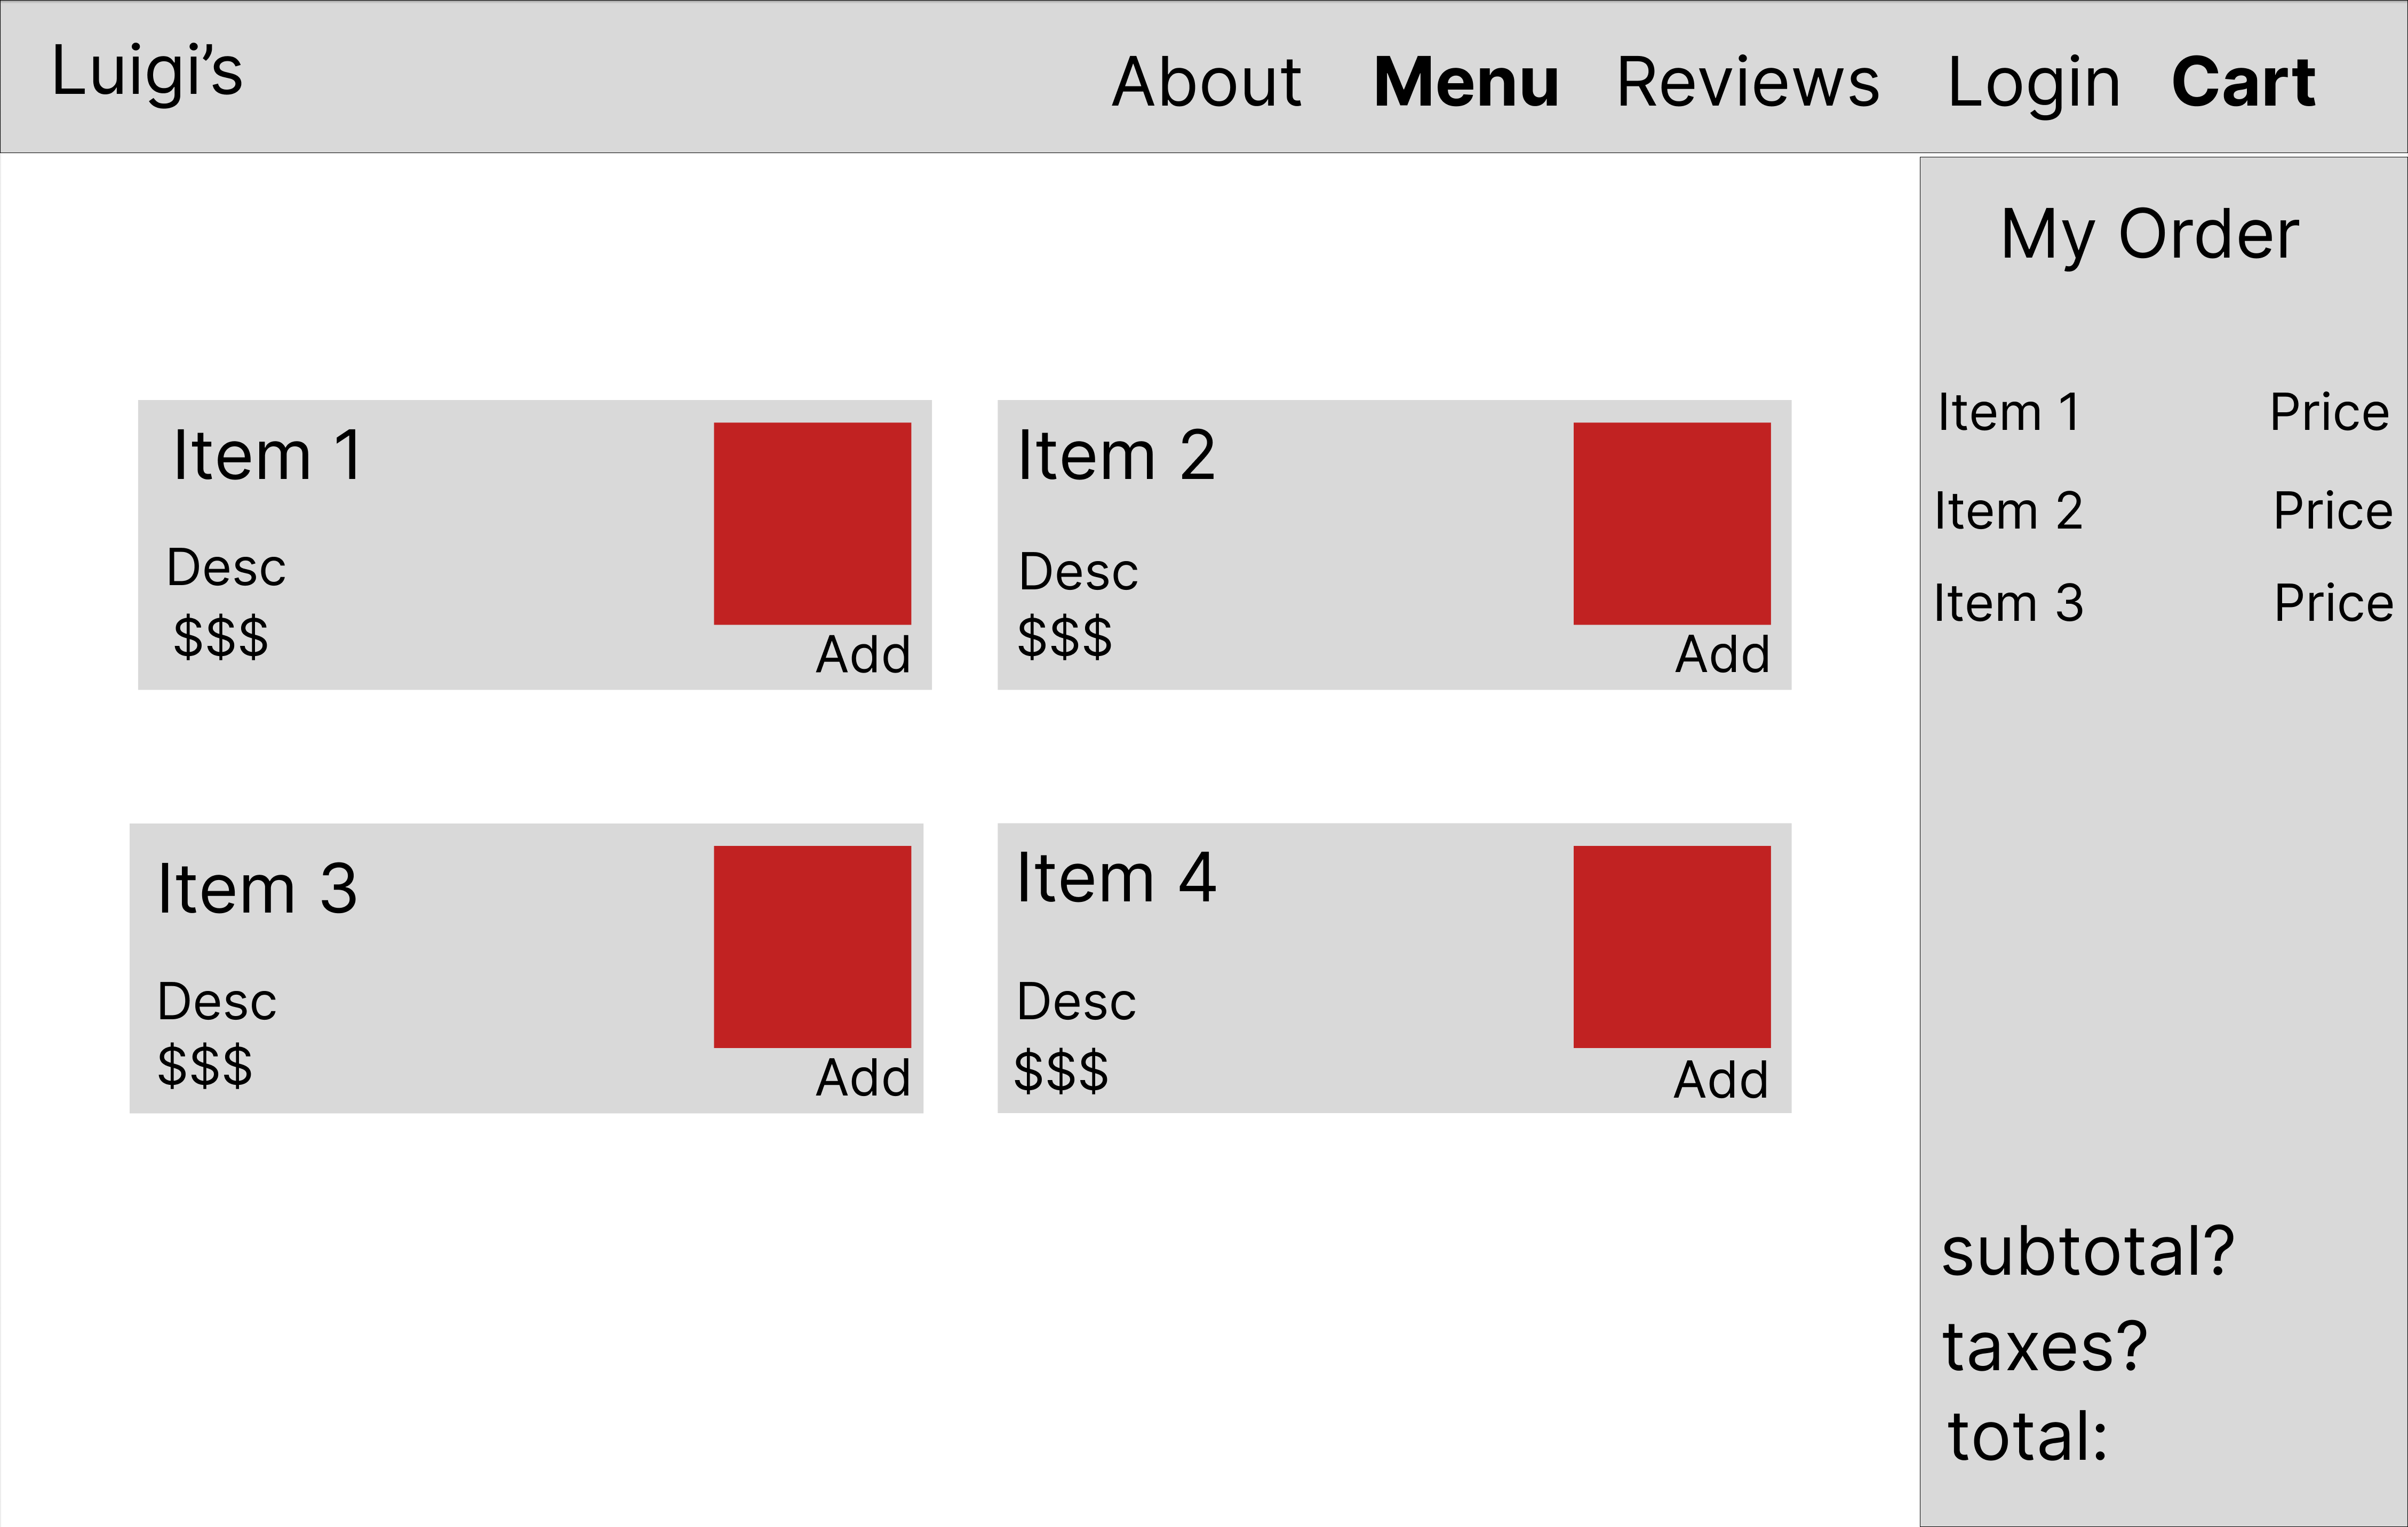 Luigi’s
About Menu Reviews Login Cart
Item 1
Desc
$$$
Add
Item 2
Desc
$$$
Add
Item 3
Desc
$$$
Add
Item 4
Desc
$$$
Add
My Order
Item 1 Price
Item 2 Price
Item 3 Price
subtotal?
taxes?
total: